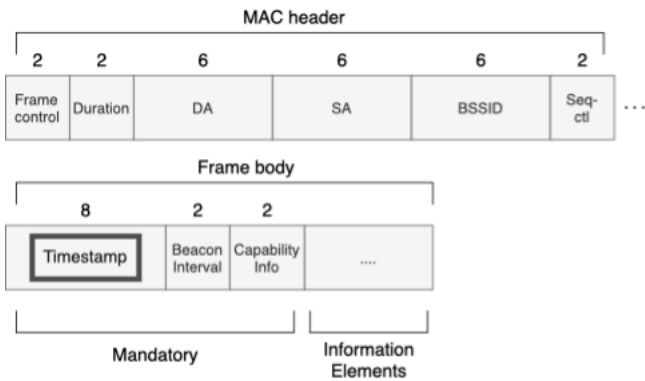 MAC header
2 2 6 6 6 2
Frame control Duration DA SA BSSID Seq-ctl ...
Frame body
8 2 2
Timestamp Beacon Interval Capability Info ....
Mandatory Information Elements